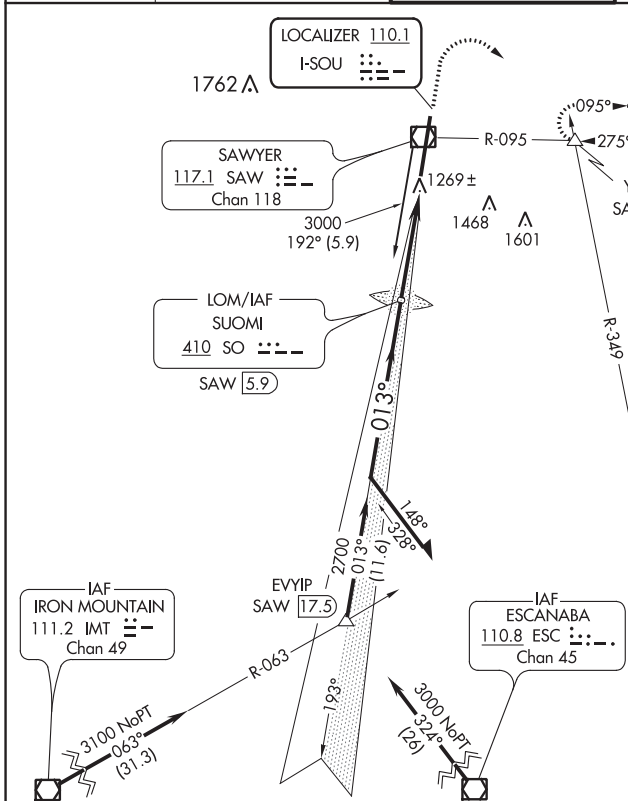 LOCALIZER 110.1
I-SOU
1762
095°
R-095
275°
SAWYER
117.1 SAW
Chan 118
1269±
1468
1601
3000
192° (5.9)
LOM/IAF
SUOMI
410 SO
SAW 5.9
R-349
013°
148°
328°
2700
013°
(11.6)
EVYIP
SAW 17.5
IAF
IRON MOUNTAIN
111.2 IMT
Chan 49
IAF
ESCANABA
110.8 ESC
Chan 45
R-063
193°
3100 NoPT
063°
(31.3)
3000 NoPT
324°
(26)